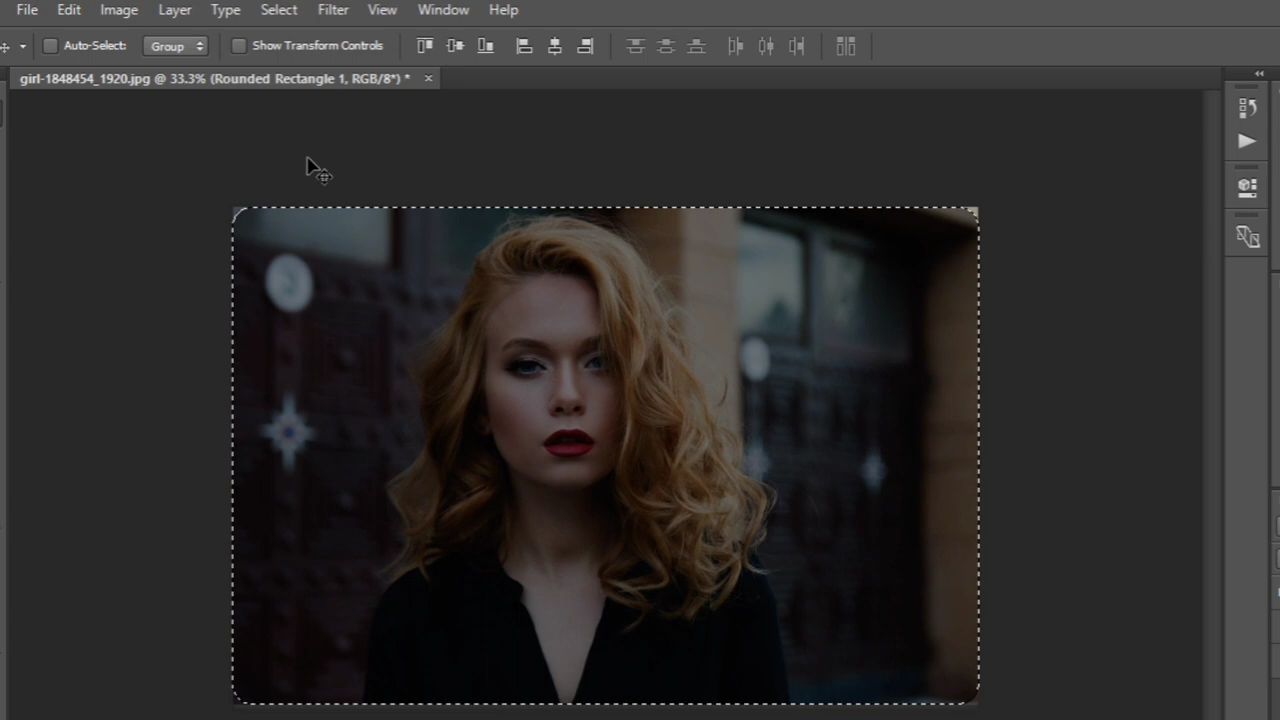 File Edit Image Layer Type Select Filter View Window Help
Auto-Select: Group Show Transform Controls
girl-1848454_1920.jpg @ 33.3% (Rounded Rectangle 1, RGB/8*) * ×